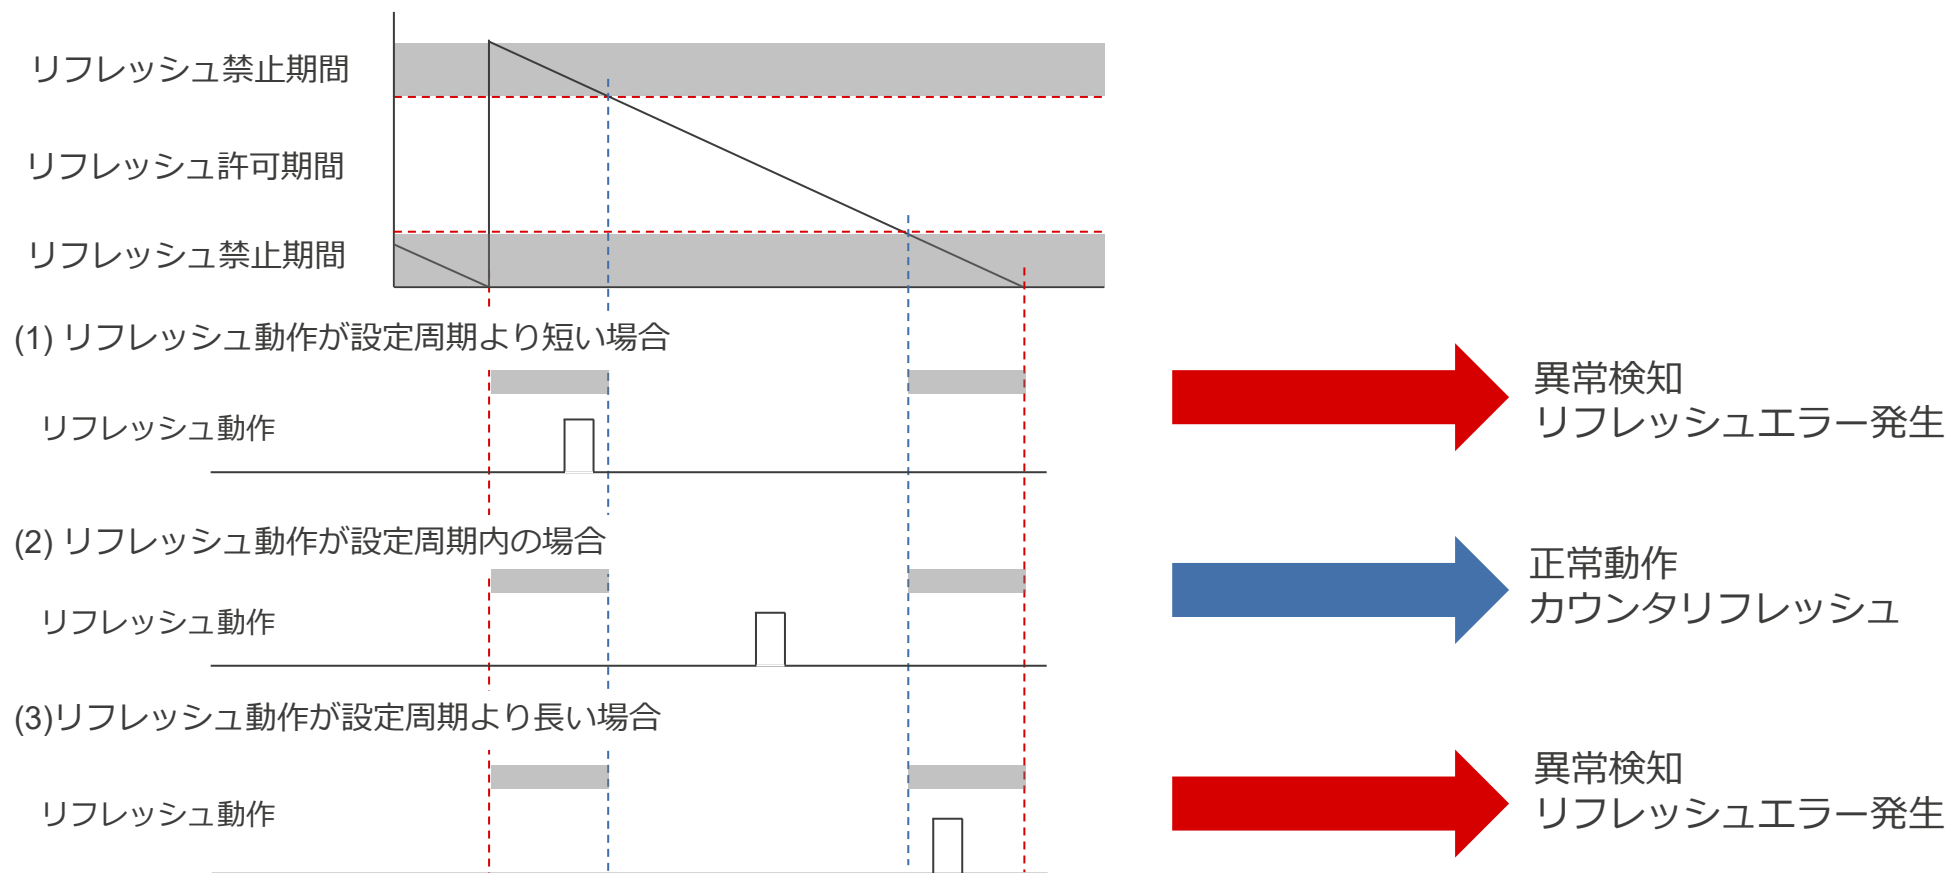 リフレッシュ禁止期間
リフレッシュ許可期間
リフレッシュ禁止期間
(1) リフレッシュ動作が設定周期より短い場合
リフレッシュ動作
異常検知
リフレッシュエラー発生
(2) リフレッシュ動作が設定周期内の場合
リフレッシュ動作
正常動作
カウンタリフレッシュ
(3)リフレッシュ動作が設定周期より長い場合
リフレッシュ動作
異常検知
リフレッシュエラー発生